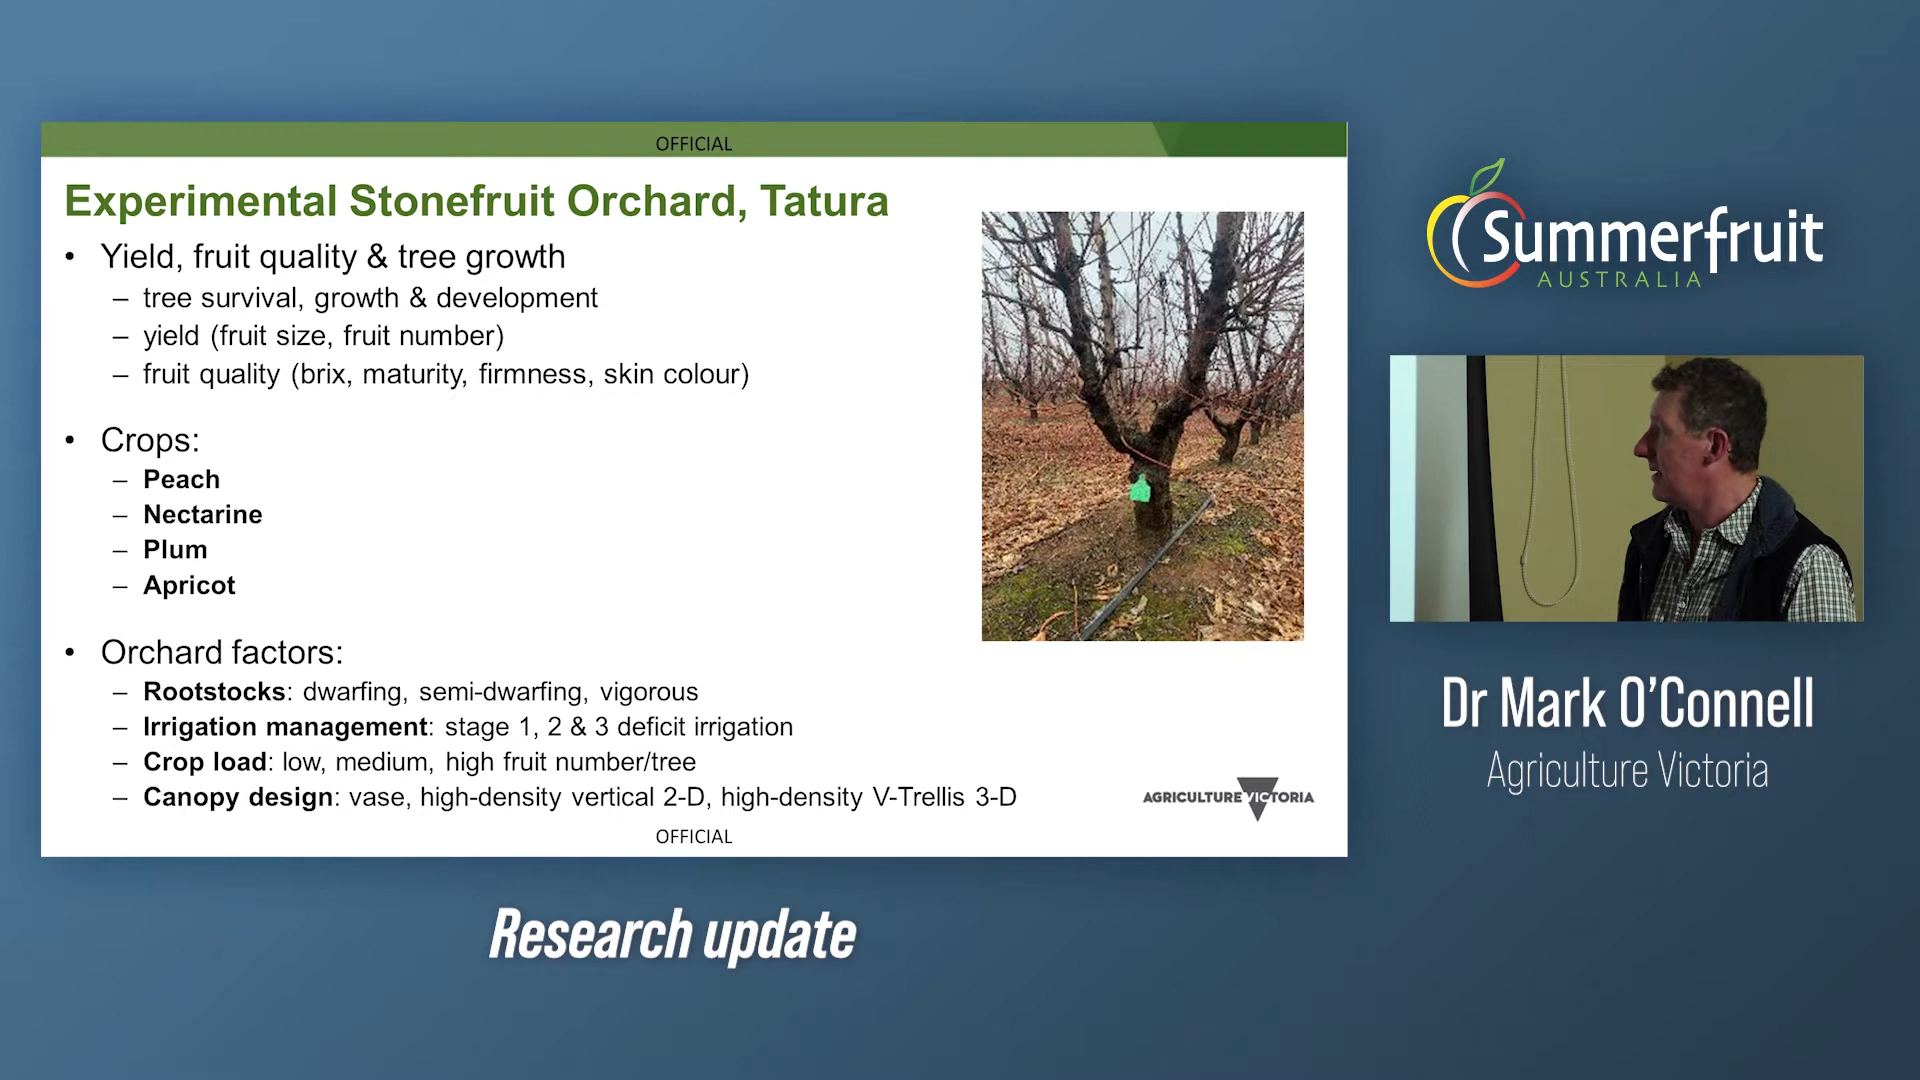 OFFICIAL
Experimental Stonefruit Orchard, Tatura
• Yield, fruit quality & tree growth
– tree survival, growth & development
– yield (fruit size, fruit number)
– fruit quality (brix, maturity, firmness, skin colour)
• Crops:
– Peach
– Nectarine
– Plum
– Apricot
• Orchard factors:
– Rootstocks: dwarfing, semi-dwarfing, vigorous
– Irrigation management: stage 1, 2 & 3 deficit irrigation
– Crop load: low, medium, high fruit number/tree
– Canopy design: vase, high-density vertical 2-D, high-density V-Trellis 3-D
AGRICULTURE VICTORIA
OFFICIAL
Summerfruit
AUSTRALIA
Dr Mark O'Connell
Agriculture Victoria
Research update